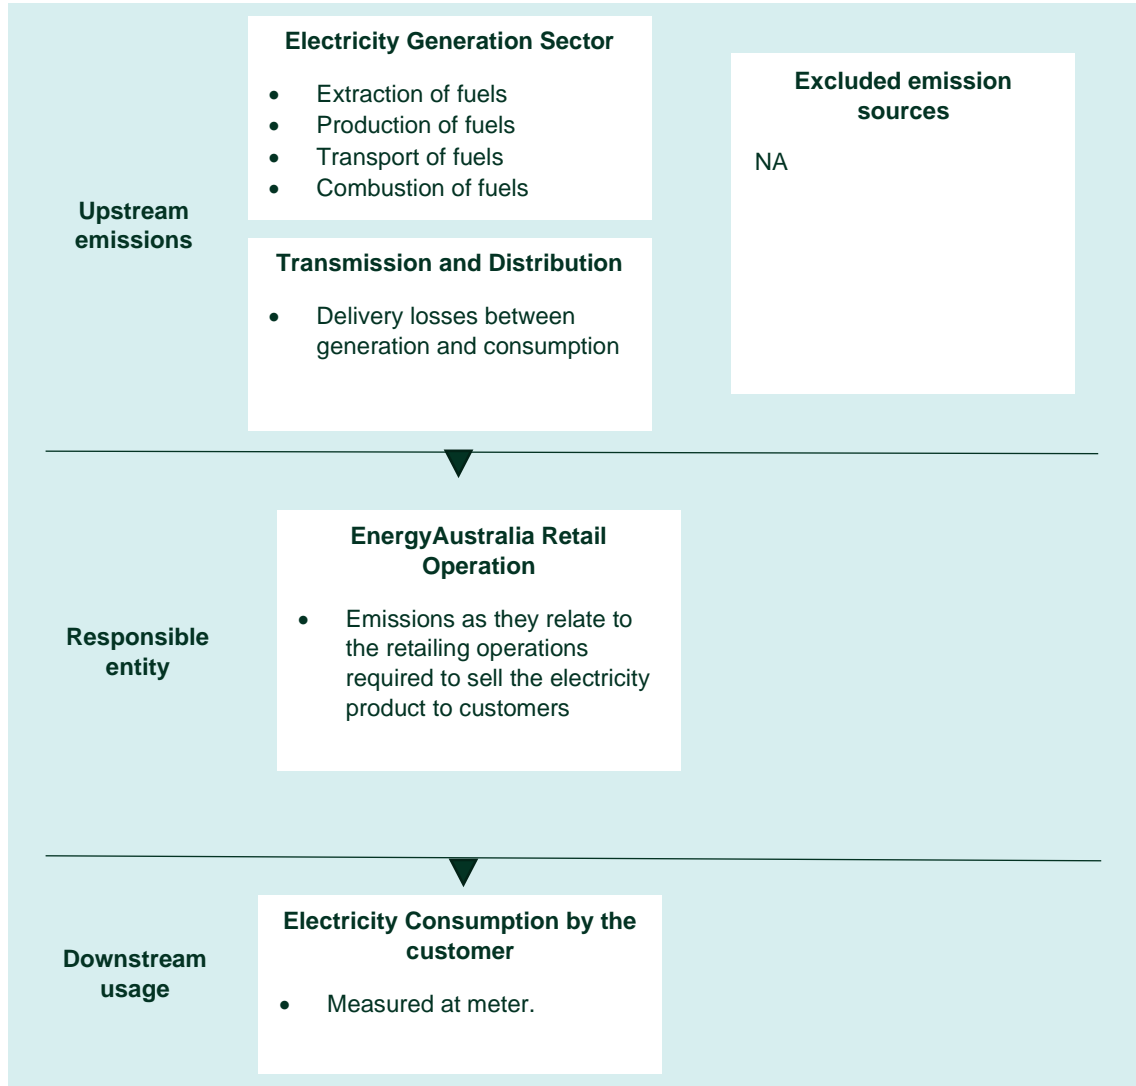 Upstream
emissions
Electricity Generation Sector
• Extraction of fuels
• Production of fuels
• Transport of fuels
• Combustion of fuels
Transmission and Distribution
• Delivery losses between
generation and consumption
Excluded emission
sources
NA
Responsible
entity
EnergyAustralia Retail
Operation
• Emissions as they relate to
the retailing operations
required to sell the electricity
product to customers
Downstream
usage
Electricity Consumption by the
customer
• Measured at meter.